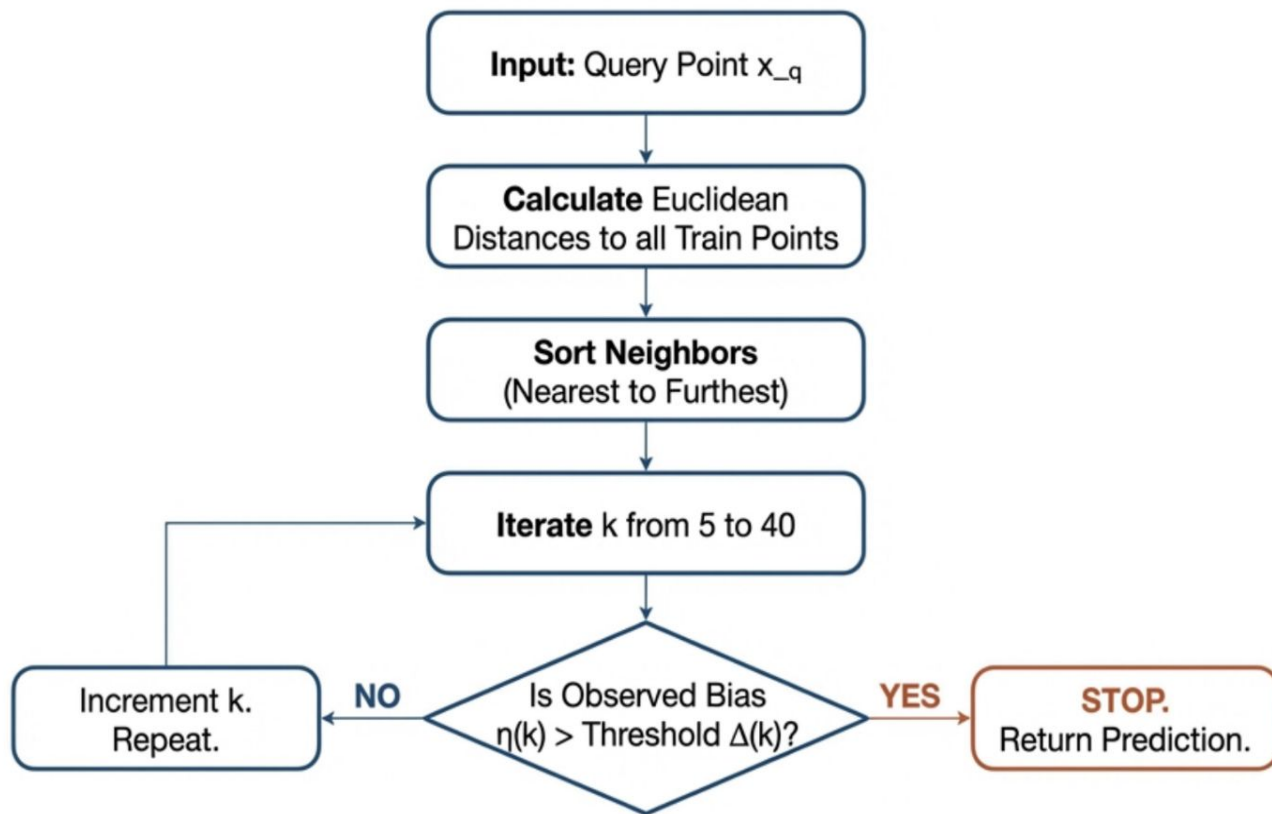 Input: Query Point x_q
Calculate Euclidean
Distances to all Train Points
Sort Neighbors
(Nearest to Furthest)
Iterate k from 5 to 40
Is Observed Bias
η(k) > Threshold Δ(k)?
NO
Increment k.
Repeat.
YES
STOP.
Return Prediction.